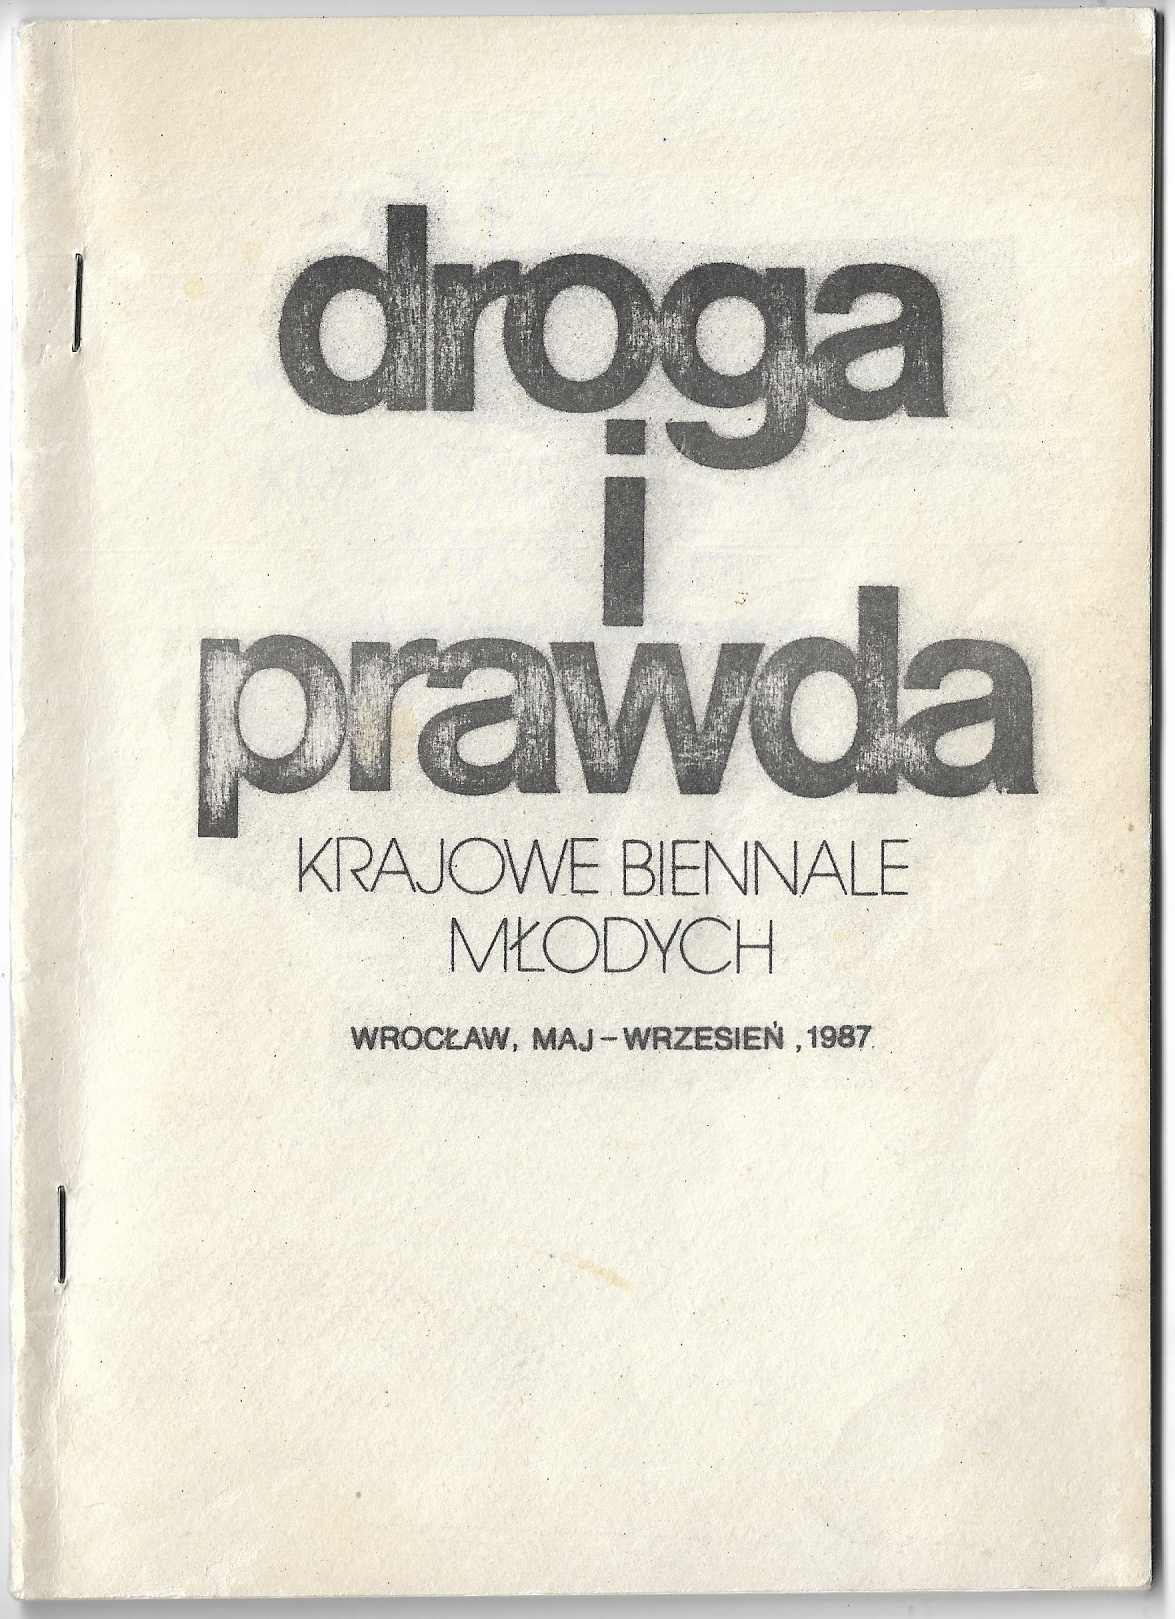 droga
i
prawda
KRAJOWE BIENNALE
MŁODYCH
WROCŁAW, MAJ – WRZESIEŃ ,1987.